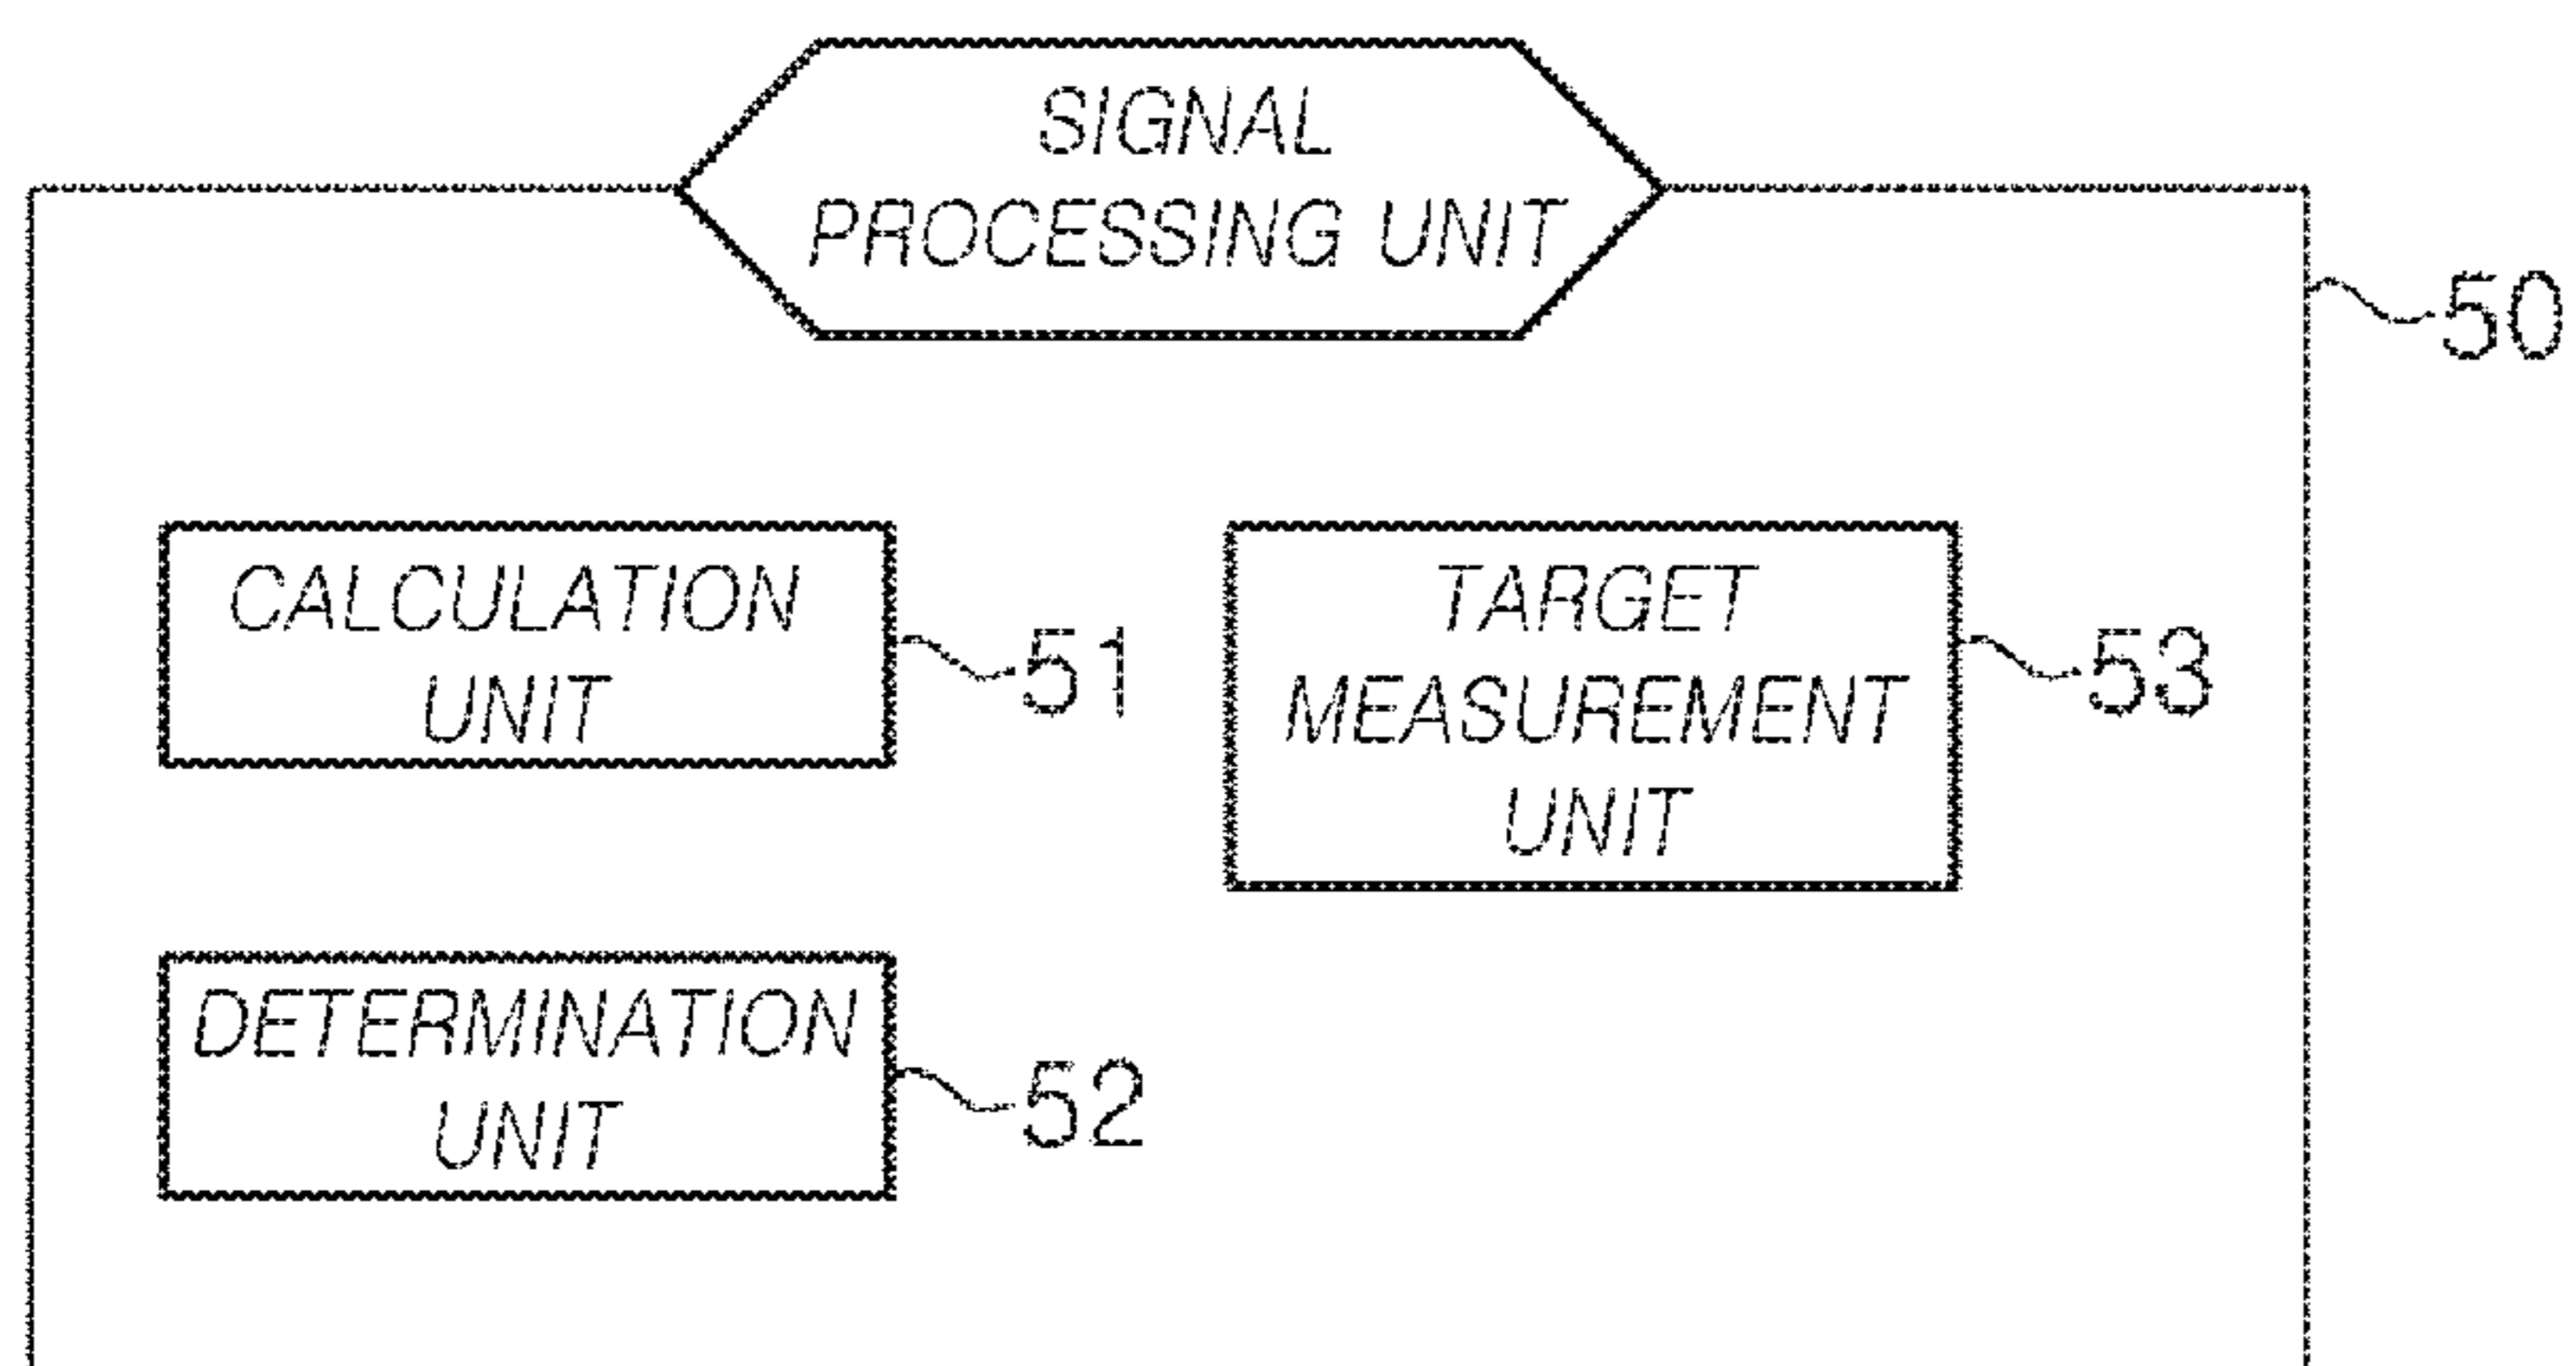 SIGNAL
PROCESSING UNIT
50
CALCULATION
UNIT
51
TARGET
MEASUREMENT
UNIT
53
DETERMINATION
UNIT
52